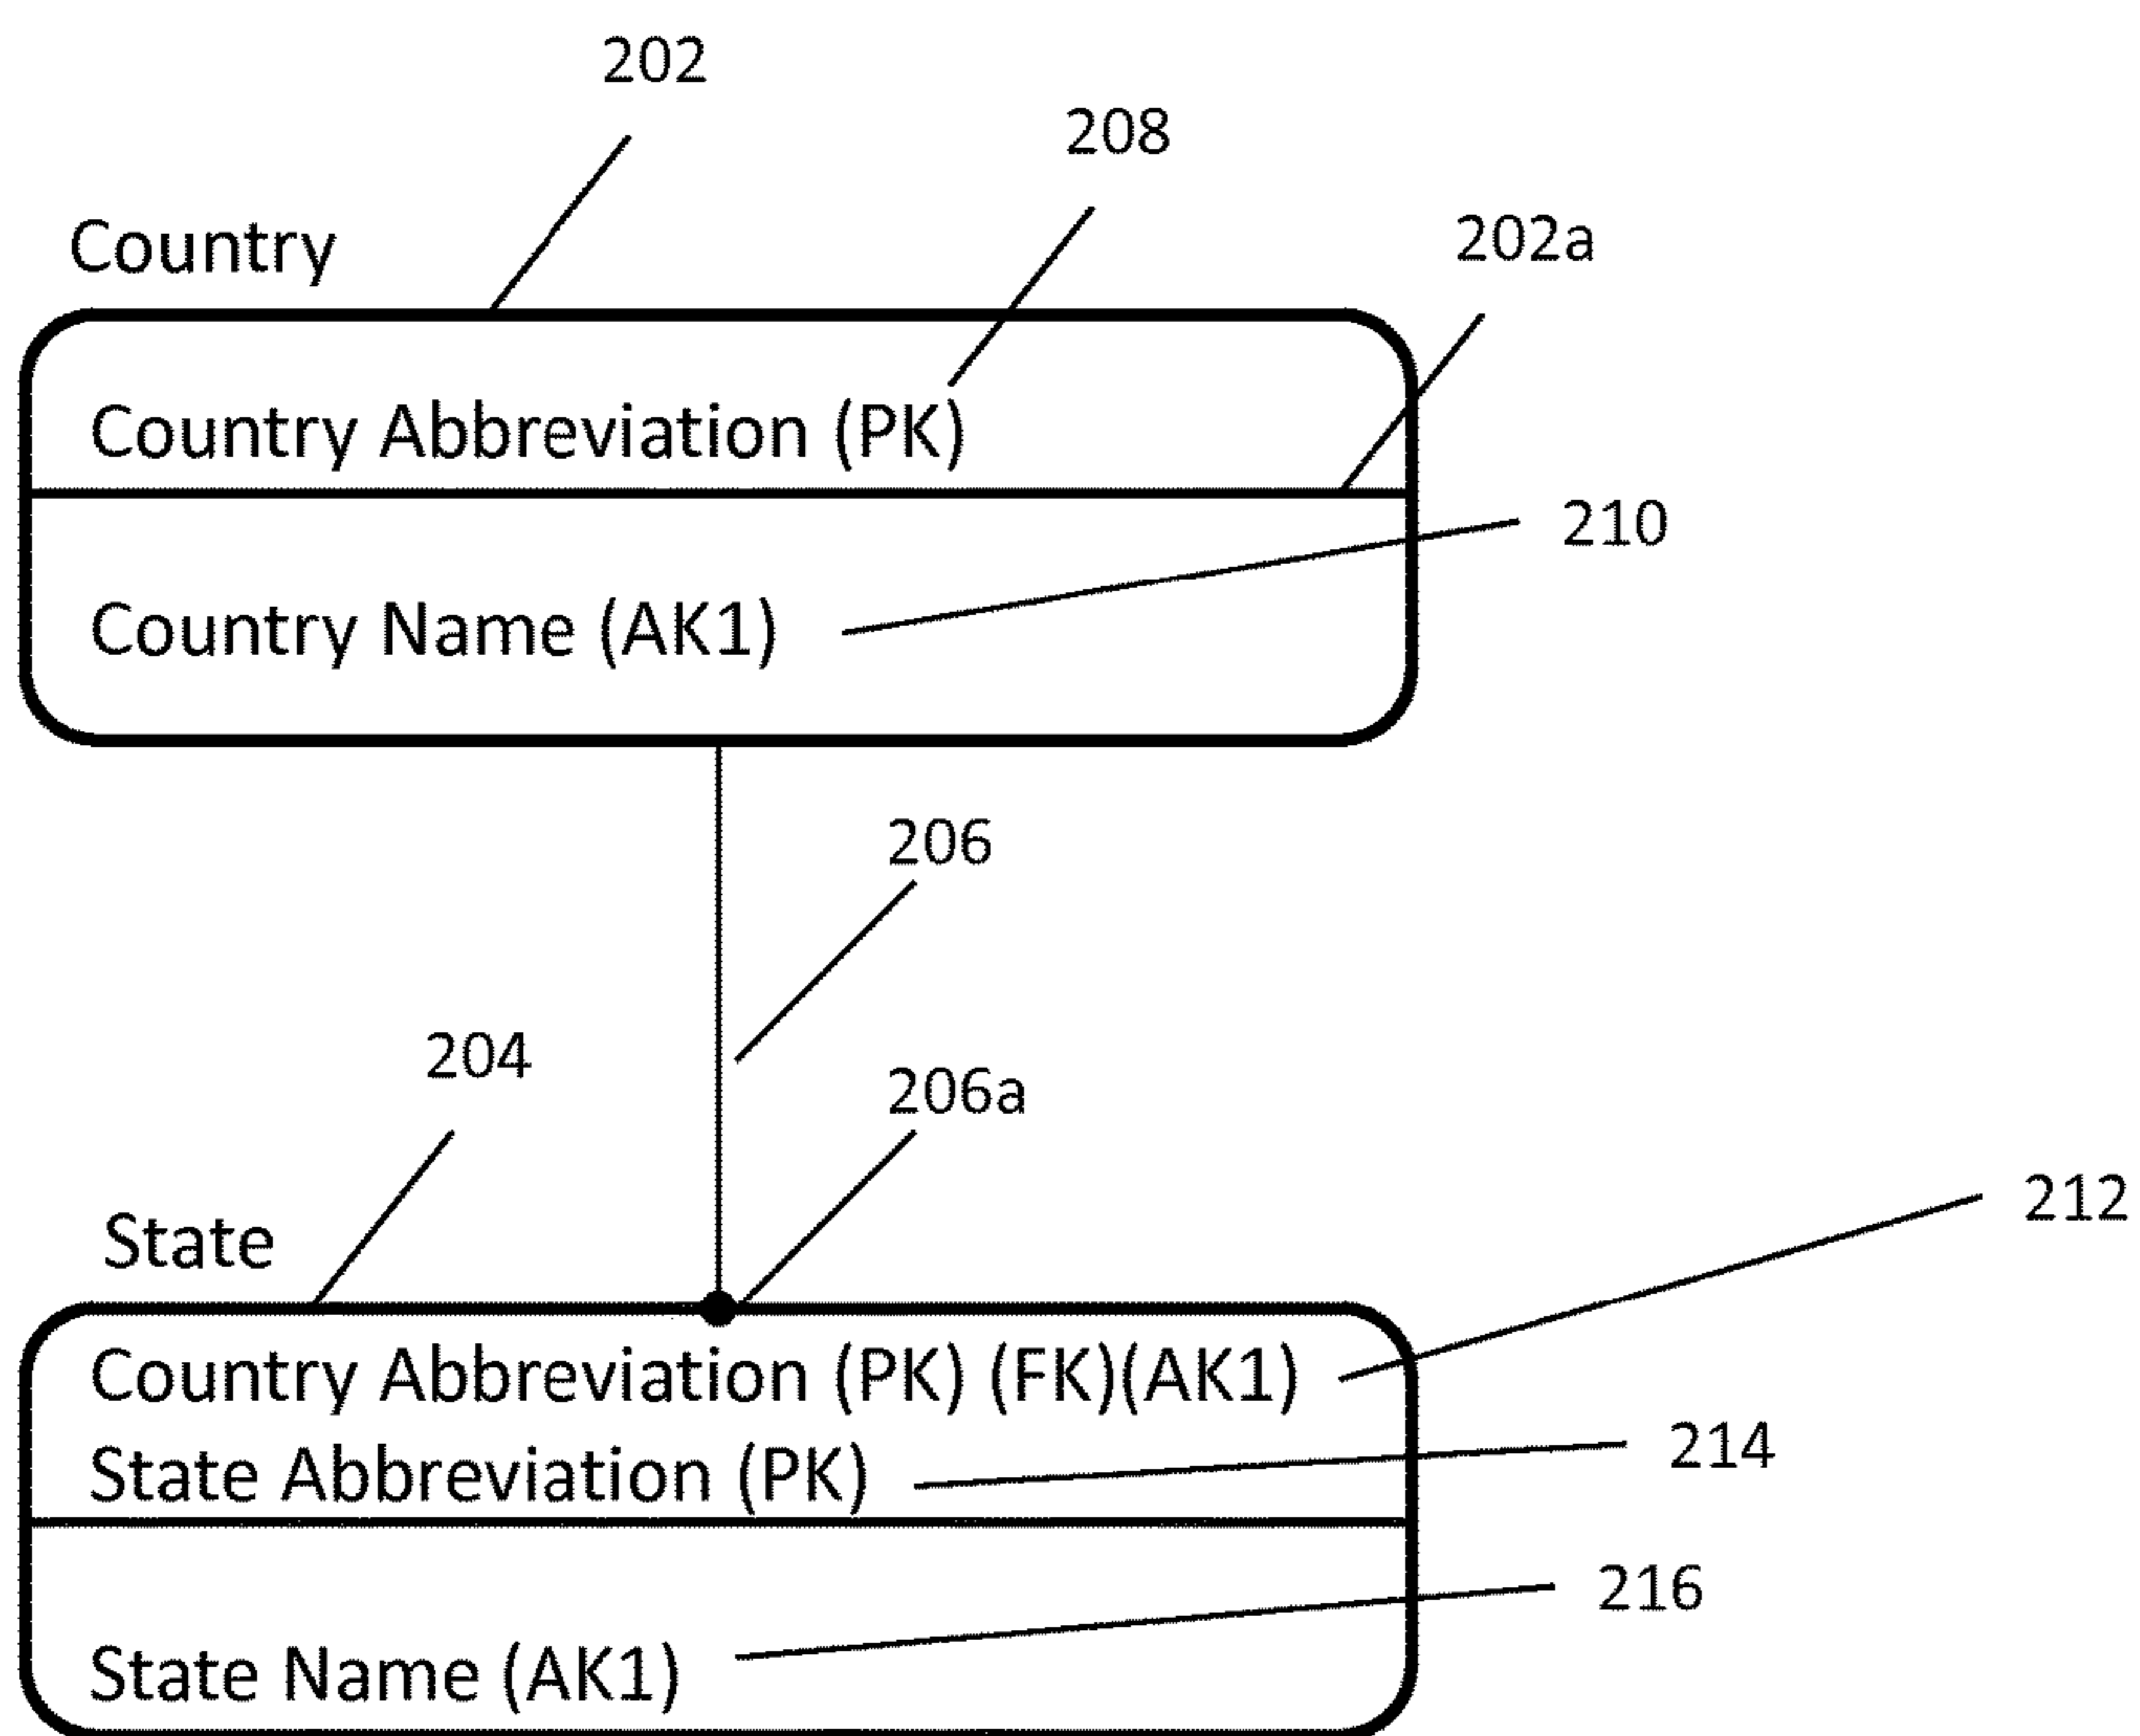 202
208
202a
Country
Country Abbreviation (PK)
210
Country Name (AK1)
206
204
206a
212
State
Country Abbreviation (PK) (FK)(AK1)
214
State Abbreviation (PK)
216
State Name (AK1)